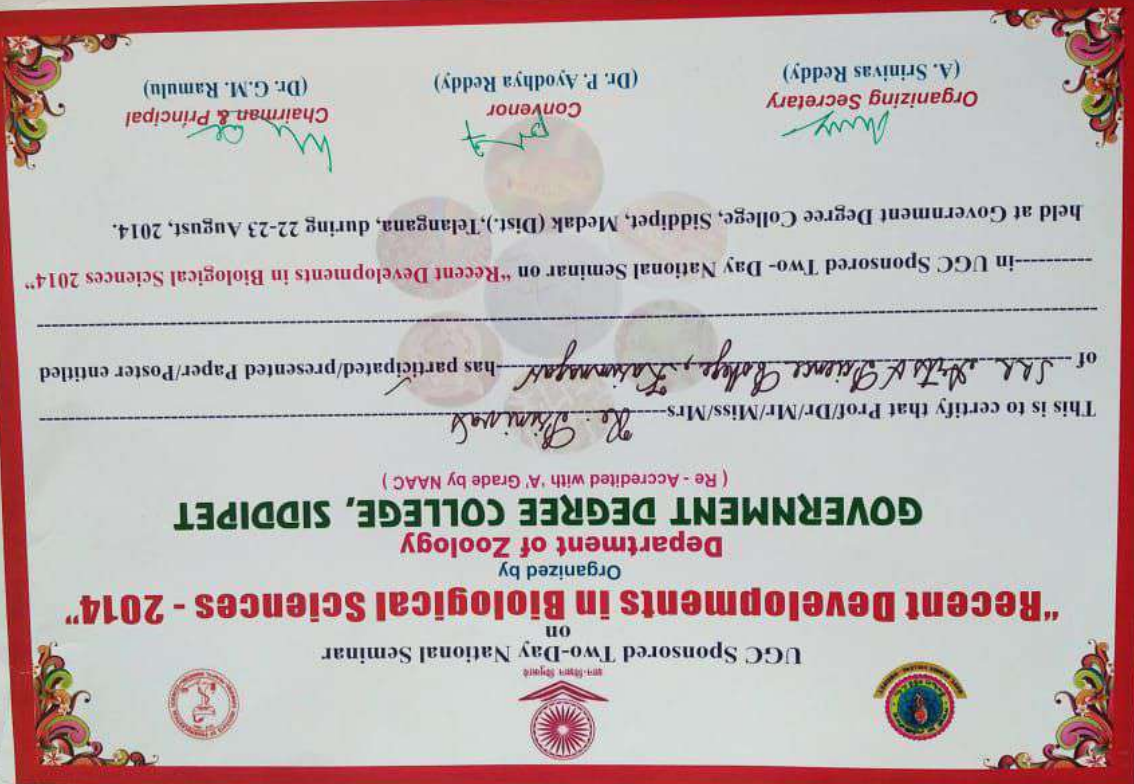 UGC Sponsored Two-Day National Seminar
on
"Recent Developments in Biological Sciences - 2014"
Organized by
Department of Zoology
GOVERNMENT DEGREE COLLEGE, SIDDIPET
( Re - Accredited with 'A' Grade by NAAC )
This is to certify that Prof/Dr/Mr/Miss/Mrs Srinivas
of SRR Arts & Science College, Karimnagar has participated/presented Paper/Poster entitled
in UGC Sponsored Two- Day National Seminar on "Recent Developments in Biological Sciences 2014"
held at Government Degree College, Siddipet, Medak (Dist.),Telangana, during 22-23 August, 2014.
Organizing Secretary
(A. Srinivas Reddy)
Convenor
(Dr. P. Ayodhya Reddy)
Chairman & Principal
(Dr. G.M. Ramulu)